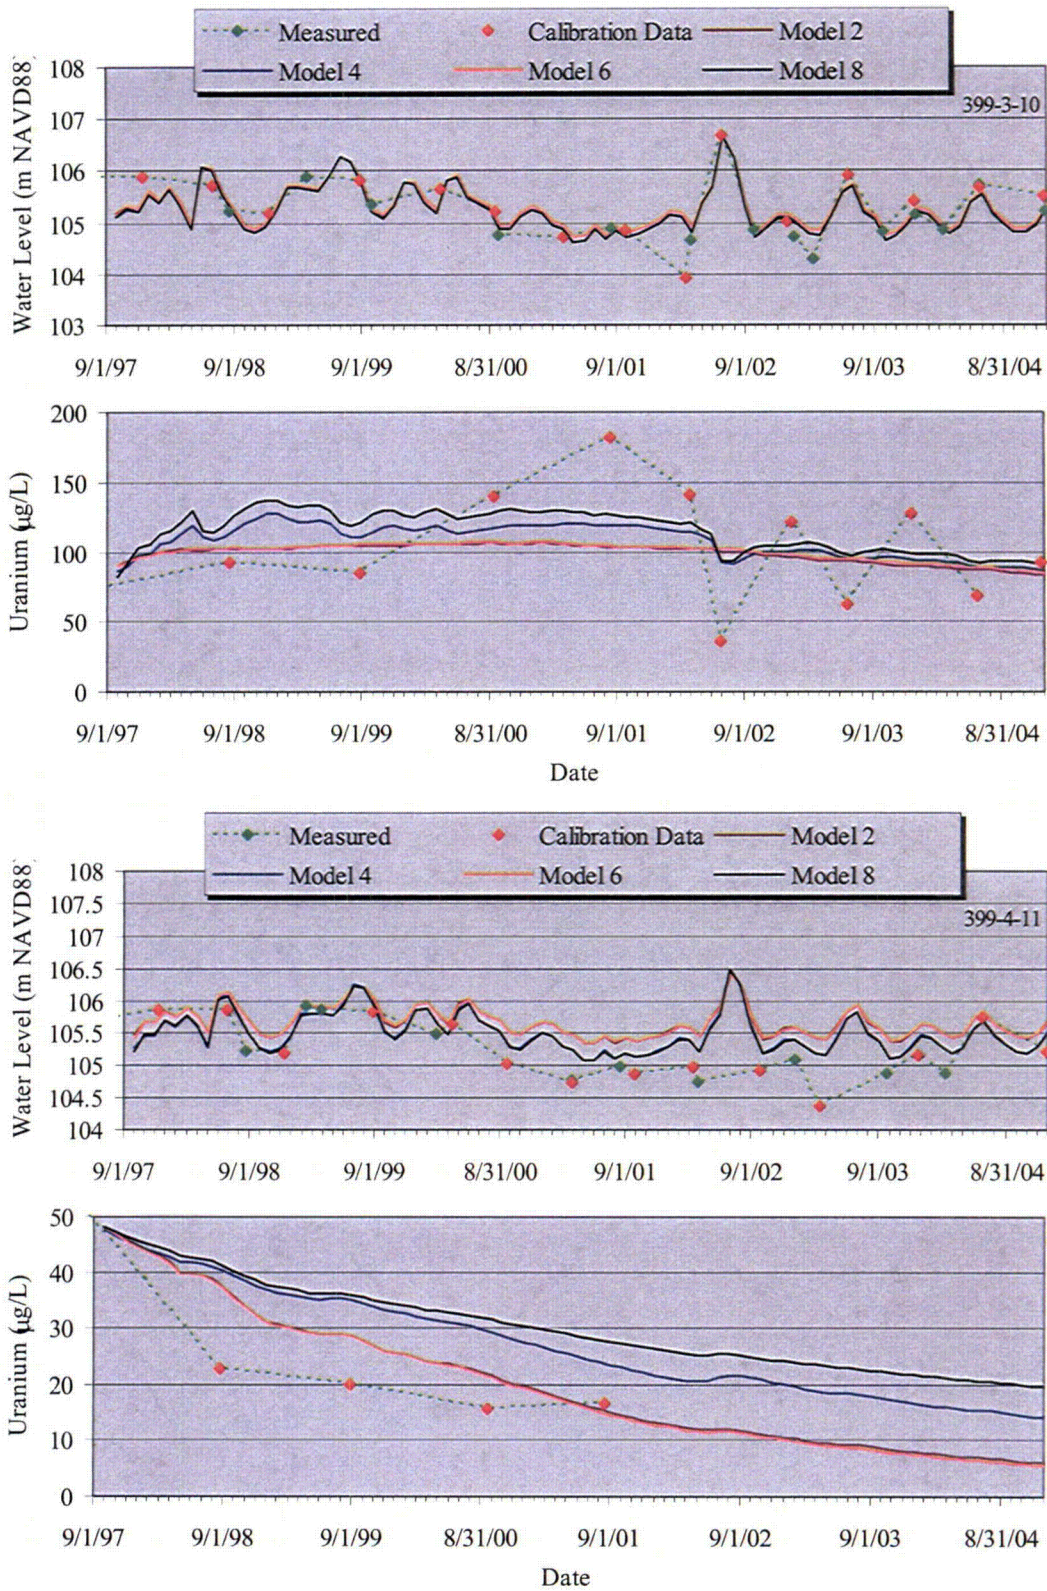 Measured Calibration Data Model 2
Model 4 Model 6 Model 8
Water Level (m NAVD88)
108
107
106
105
104
103
399-3-10
9/1/97 9/1/98 9/1/99 8/31/00 9/1/01 9/1/02 9/1/03 8/31/04
Uranium (µg/L)
200
150
100
50
0
9/1/97 9/1/98 9/1/99 8/31/00 9/1/01 9/1/02 9/1/03 8/31/04
Date
Measured Calibration Data Model 2
Model 4 Model 6 Model 8
Water Level (m NAVD88)
108
107.5
107
106.5
106
105.5
105
104.5
104
399-4-11
9/1/97 9/1/98 9/1/99 8/31/00 9/1/01 9/1/02 9/1/03 8/31/04
Uranium (µg/L)
50
40
30
20
10
0
9/1/97 9/1/98 9/1/99 8/31/00 9/1/01 9/1/02 9/1/03 8/31/04
Date